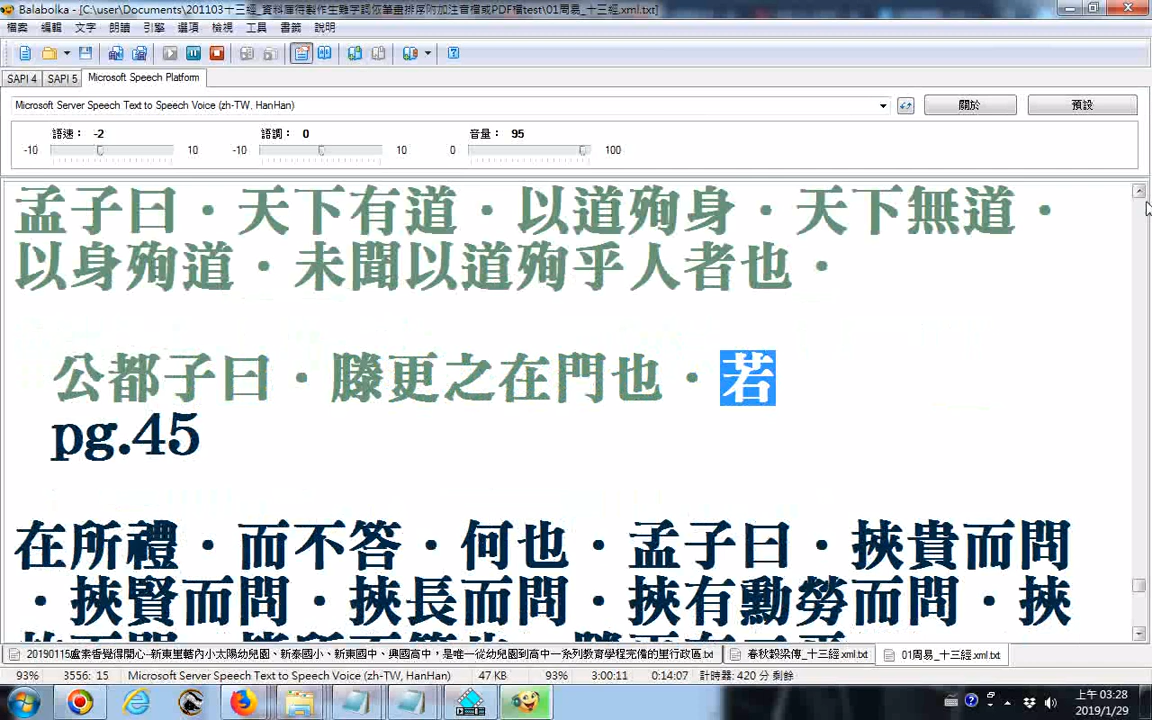 Balabolka - [C:\user\Documents\201103十三經_資料庫待製作生難字詞依筆畫排序附加注音檔或PDF檔test\01周易_十三經.xml.txt]
檔案 編輯 文字 朗讀 引擎 選項 檢視 工具 書籤 說明
SAPI 4 SAPI 5 Microsoft Speech Platform
Microsoft Server Speech Text to Speech Voice (zh-TW, HanHan) 關於 預設
語速： -2 語調： 0 音量： 95
-10 10 -10 10 0 100
孟子曰．天下有道．以道殉身．天下無道．
以身殉道．未聞以道殉乎人者也．
公都子曰．滕更之在門也．若
pg.45
在所禮．而不答．何也．孟子曰．挾貴而問
．挾賢而問．挾長而問．挾有勳勞而問．挾
20190115盧素香覺得開心--新東里轄內小太陽幼兒園、新泰國小、新東國中、興國高中，是唯一從幼兒園到高中一系列教育學程完備的里行政區.txt 春秋穀梁傳_十三經.xml.txt 01周易_十三經.xml.txt
93% 3556: 15 Microsoft Server Speech Text to Speech Voice (zh-TW, HanHan) 47 KB 93% 3:00:11 0:14:07 計時器: 420 分 剩餘
上午 03:28
2019/1/29